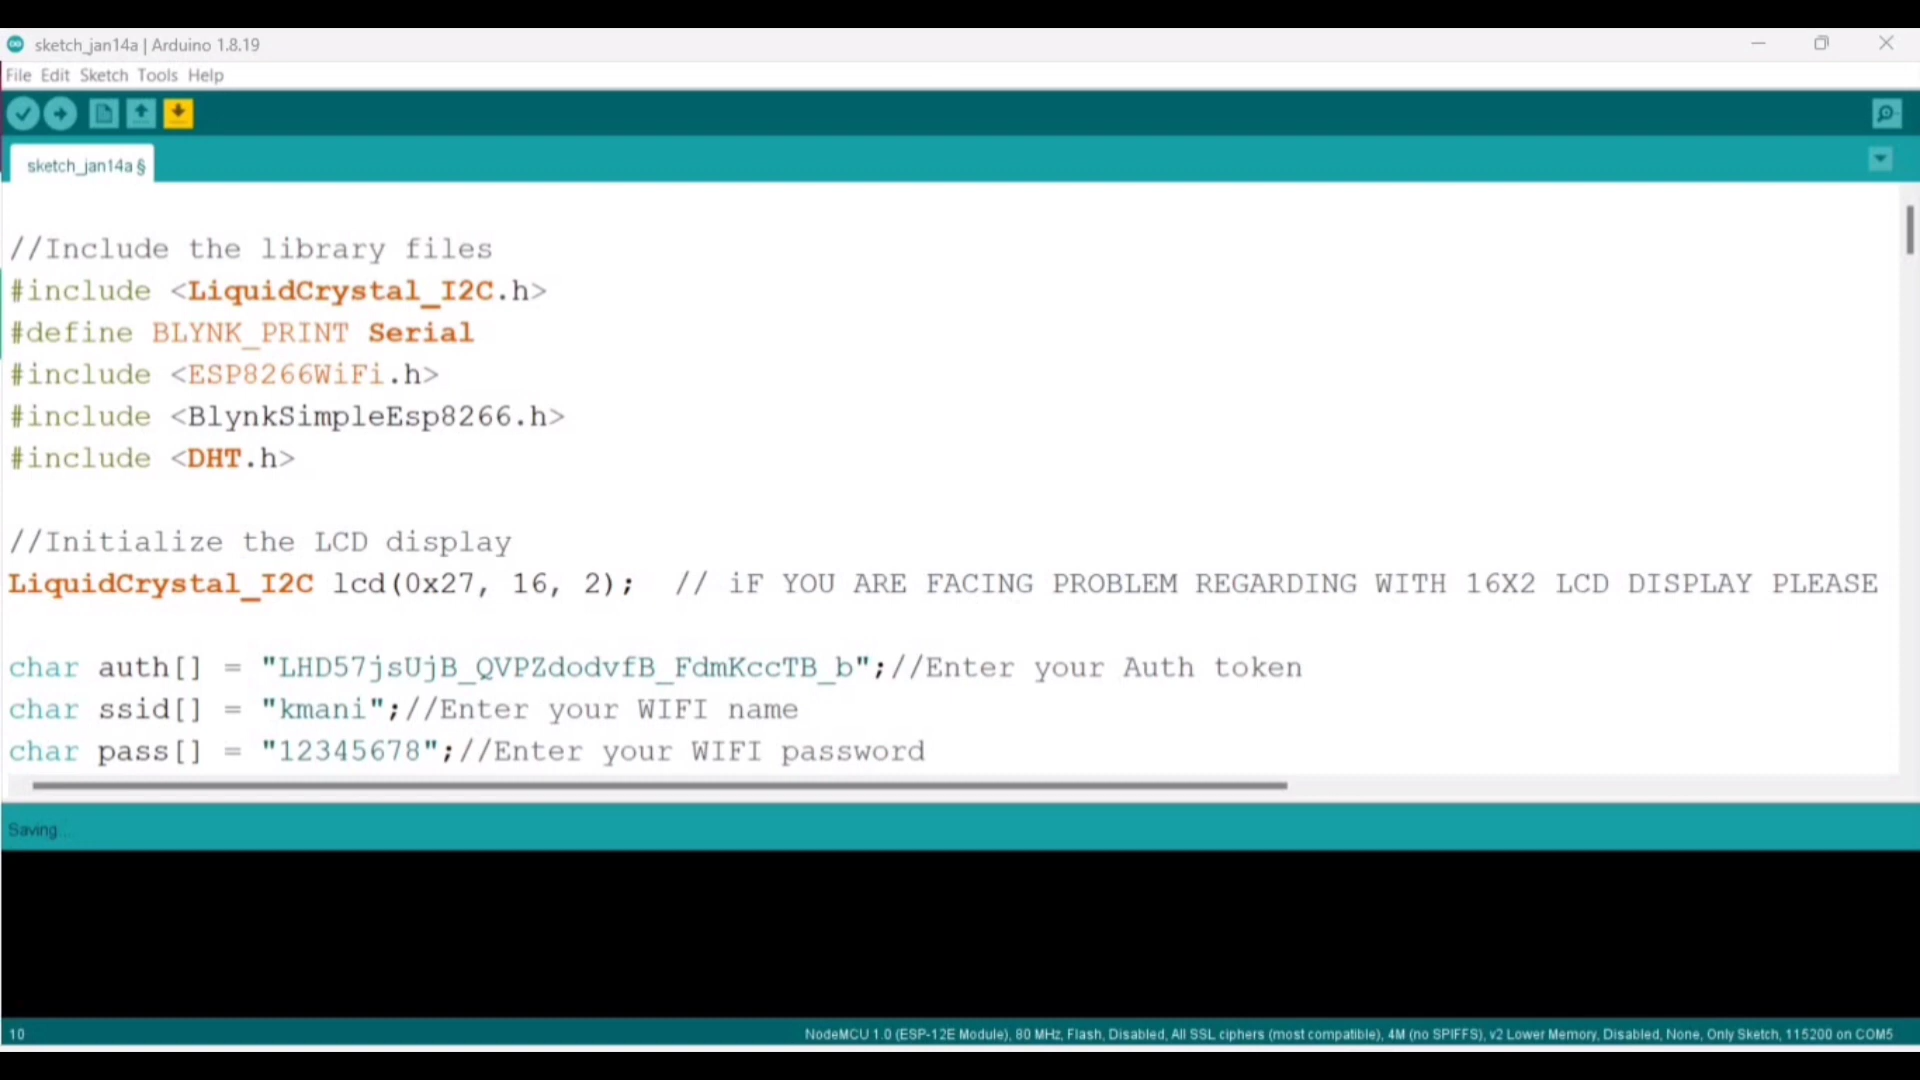 sketch_jan14a | Arduino 1.8.19
File Edit Sketch Tools Help
sketch_jan14a §
//Include the library files
#include <LiquidCrystal_I2C.h>
#define BLYNK_PRINT Serial
#include <ESP8266WiFi.h>
#include <BlynkSimpleEsp8266.h>
#include <DHT.h>
//Initialize the LCD display
LiquidCrystal_I2C lcd(0x27, 16, 2);  // iF YOU ARE FACING PROBLEM REGARDING WITH 16X2 LCD DISPLAY PLEASE
char auth[] = "LHD57jsUjB_QVPZdodvfB_FdmKccTB_b";//Enter your Auth token
char ssid[] = "kmani";//Enter your WIFI name
char pass[] = "12345678";//Enter your WIFI password
Saving...
10
NodeMCU 1.0 (ESP-12E Module), 80 MHz, Flash, Disabled, All SSL ciphers (most compatible), 4M (no SPIFFS), v2 Lower Memory, Disabled, None, Only Sketch, 115200 on COM5